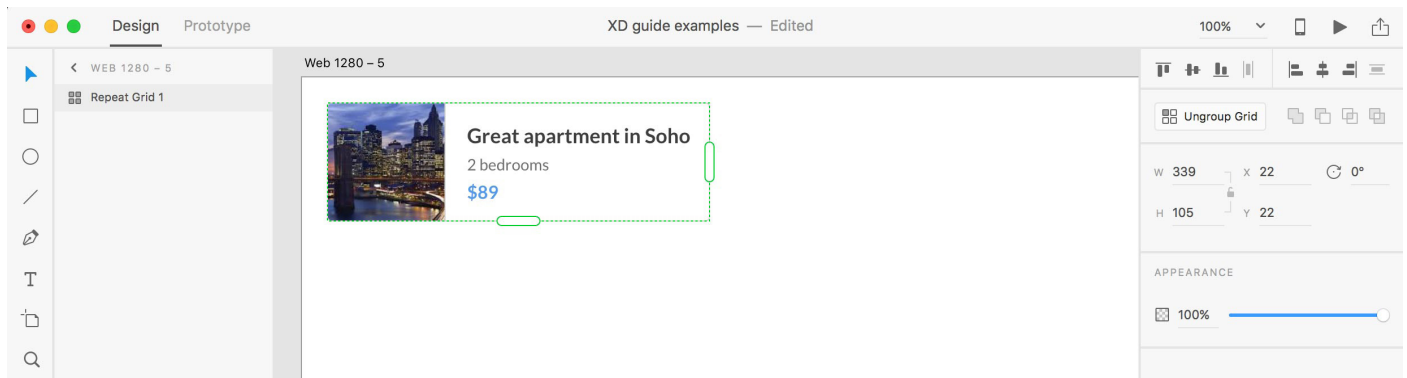 Design Prototype XD guide examples — Edited 100%
WEB 1280 – 5
Web 1280 – 5
Repeat Grid 1
Great apartment in Soho
2 bedrooms
$89
Ungroup Grid
W 339 X 22 0°
H 105 Y 22
APPEARANCE
100%